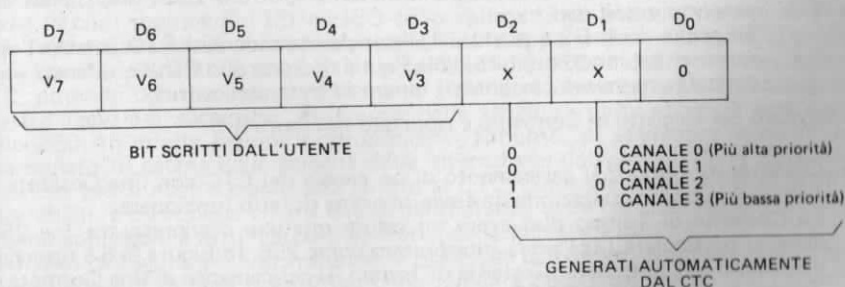 D7 D6 D5 D4 D3 D2 D1 D0
V7 V6 V5 V4 V3 X X 0
BIT SCRITTI DALL'UTENTE
0 0 CANALE 0 (Più alta priorità)
0 1 CANALE 1
1 0 CANALE 2
1 1 CANALE 3 (Più bassa priorità)
GENERATI AUTOMATICAMENTE
DAL CTC